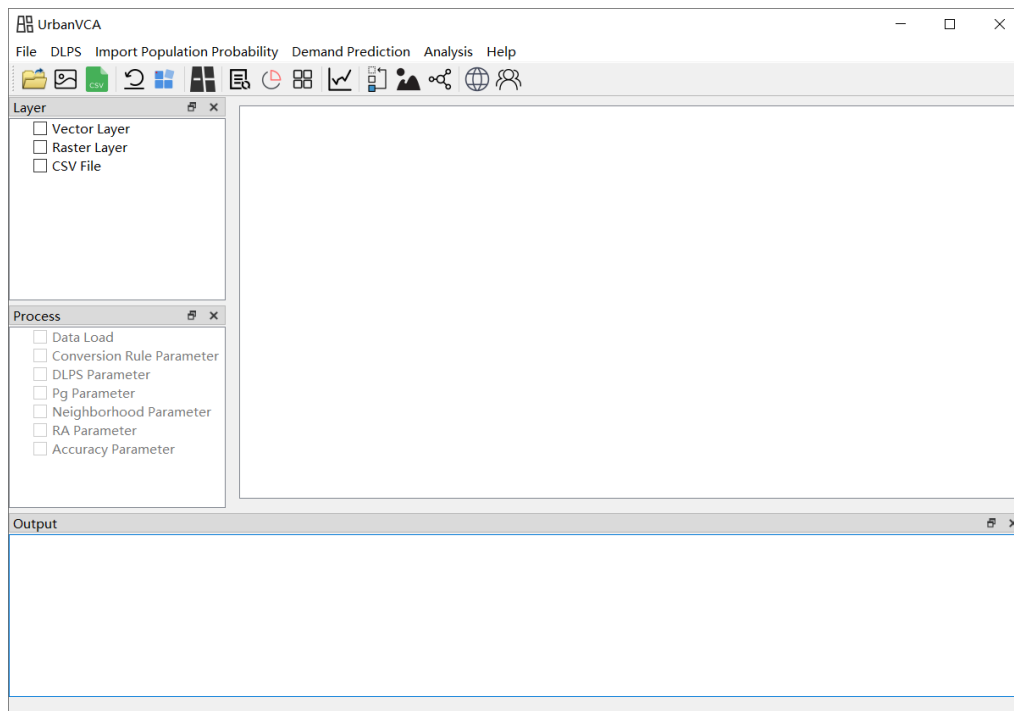 UrbanVCA
File DLPS Import Population Probability Demand Prediction Analysis Help
CSV
Layer
Vector Layer
Raster Layer
CSV File
Process
Data Load
Conversion Rule Parameter
DLPS Parameter
Pg Parameter
Neighborhood Parameter
RA Parameter
Accuracy Parameter
Output